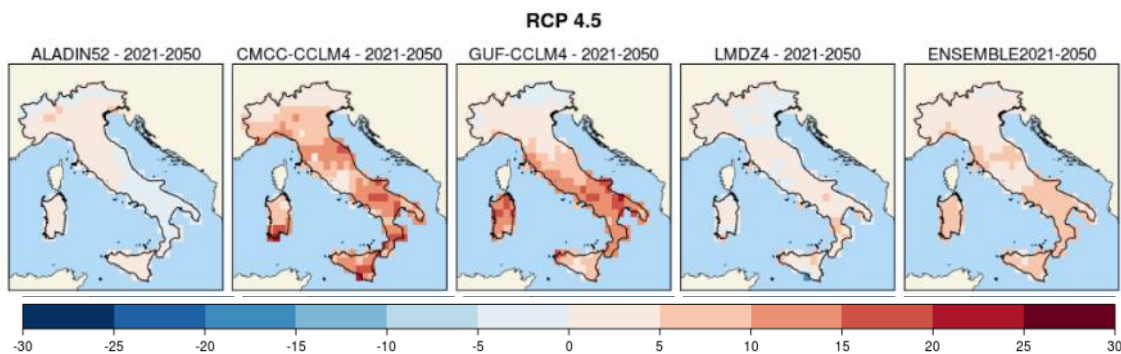 RCP 4.5
ALADIN52 - 2021-2050 CMCC-CCLM4 - 2021-2050 GUF-CCLM4 - 2021-2050 LMDZ4 - 2021-2050 ENSEMBLE2021-2050
-30 -25 -20 -15 -10 -5 0 5 10 15 20 25 30